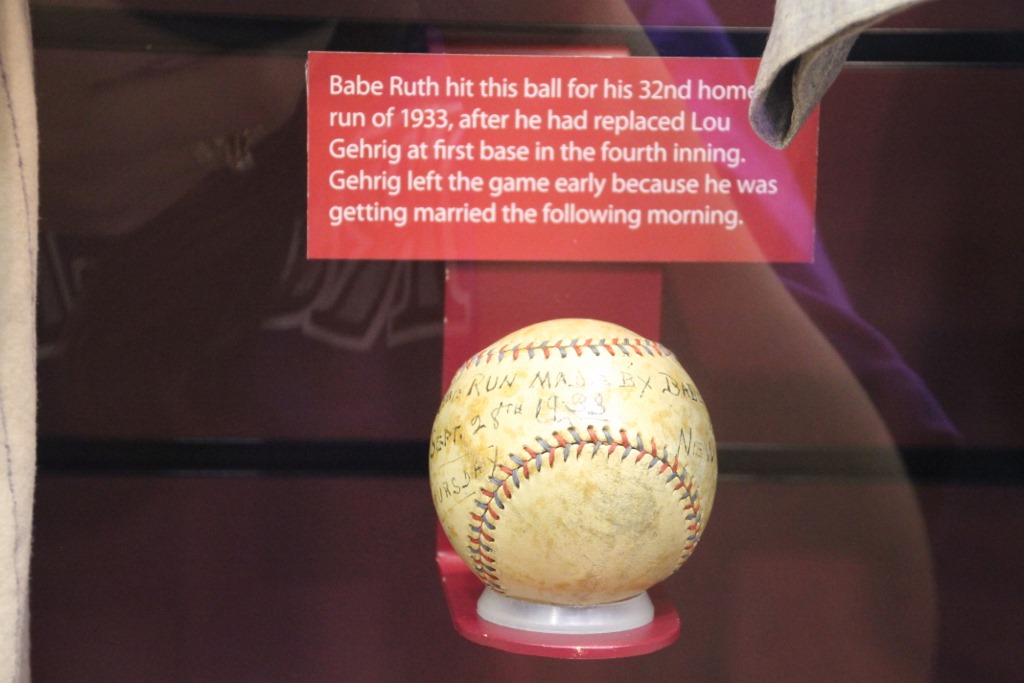 Babe Ruth hit this ball for his 32nd home
run of 1933, after he had replaced Lou
Gehrig at first base in the fourth inning.
Gehrig left the game early because he was
getting married the following morning.
RUN MADE BY
SEPT. 28TH 1933